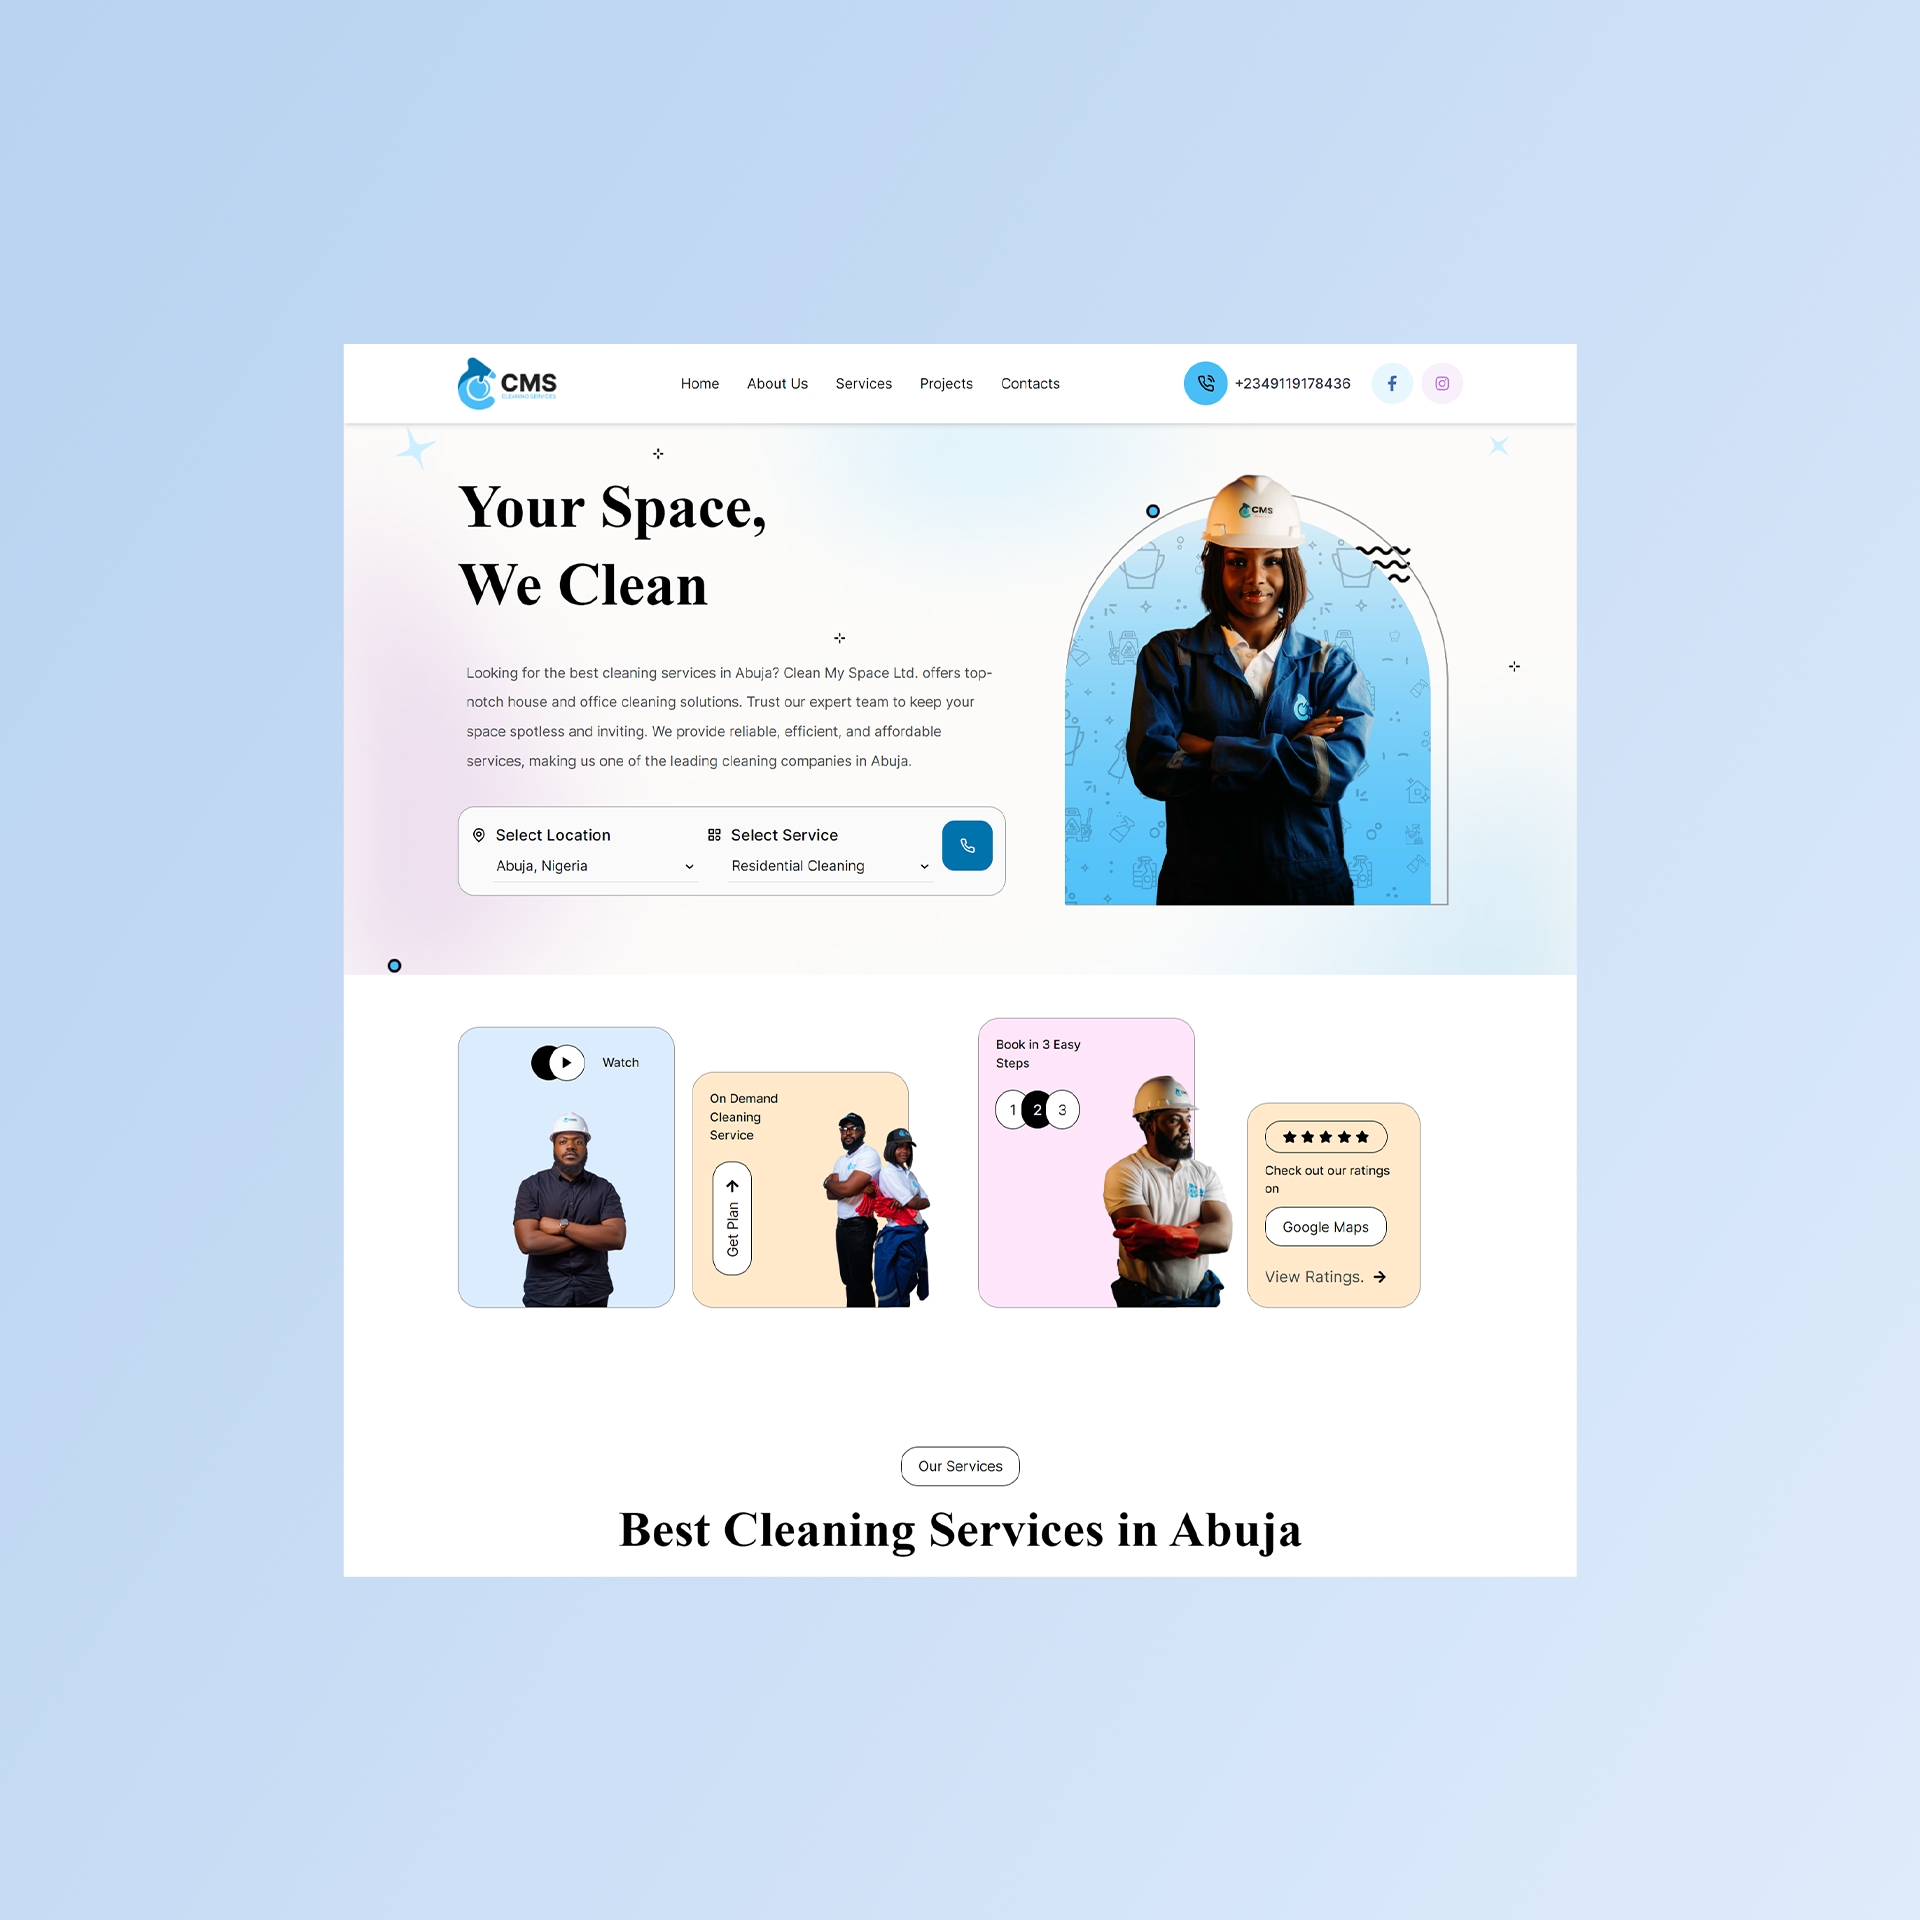 CMS
CLEANING SERVICES
Home
About Us
Services
Projects
Contacts
+2349119178436
Your Space,
We Clean
CMS
Looking for the best cleaning services in Abuja? Clean My Space Ltd. offers top-
notch house and office cleaning solutions. Trust our expert team to keep your
space spotless and inviting. We provide reliable, efficient, and affordable
services, making us one of the leading cleaning companies in Abuja.
Select Location
Abuja, Nigeria
Select Service
Residential Cleaning
Watch
On Demand
Cleaning
Service
Get Plan
Book in 3 Easy
Steps
1 2 3
Check out our ratings
on
Google Maps
View Ratings.
Our Services
Best Cleaning Services in Abuja